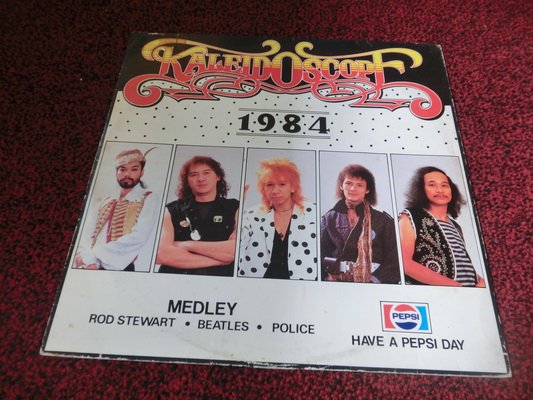 KALEIDOSCOPE
1984
MEDLEY
ROD STEWART • BEATLES • POLICE
PEPSI
HAVE A PEPSI DAY